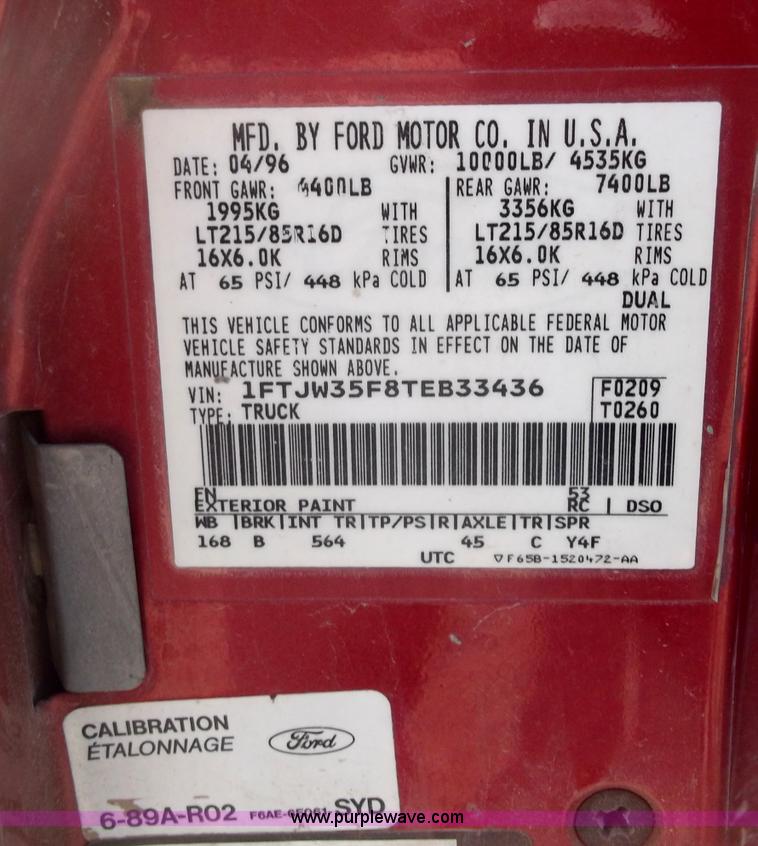 MFD. BY FORD MOTOR CO. IN U.S.A.
DATE: 04/96 GVWR: 10000LB/ 4535KG
FRONT GAWR: 4400LB REAR GAWR: 7400LB
1995KG WITH 3356KG WITH
LT215/85R16D TIRES LT215/85R16D TIRES
16X6.0K RIMS 16X6.0K RIMS
AT 65 PSI/ 448 kPa COLD AT 65 PSI/ 448 kPa COLD
DUAL
THIS VEHICLE CONFORMS TO ALL APPLICABLE FEDERAL MOTOR
VEHICLE SAFETY STANDARDS IN EFFECT ON THE DATE OF
MANUFACTURE SHOWN ABOVE.
VIN: 1FTJW35F8TEB33436 F0209
TYPE: TRUCK T0260
EN 53
EXTERIOR PAINT RC | DSO
WB |BRK|INT TR|TP/PS|R|AXLE|TR|SPR
168 B 564 45 C Y4F
UTC ▽F65B-1520472-AA
CALIBRATION
ÉTALONNAGE Ford
6-89A-R02 SYD
www.purplewave.com